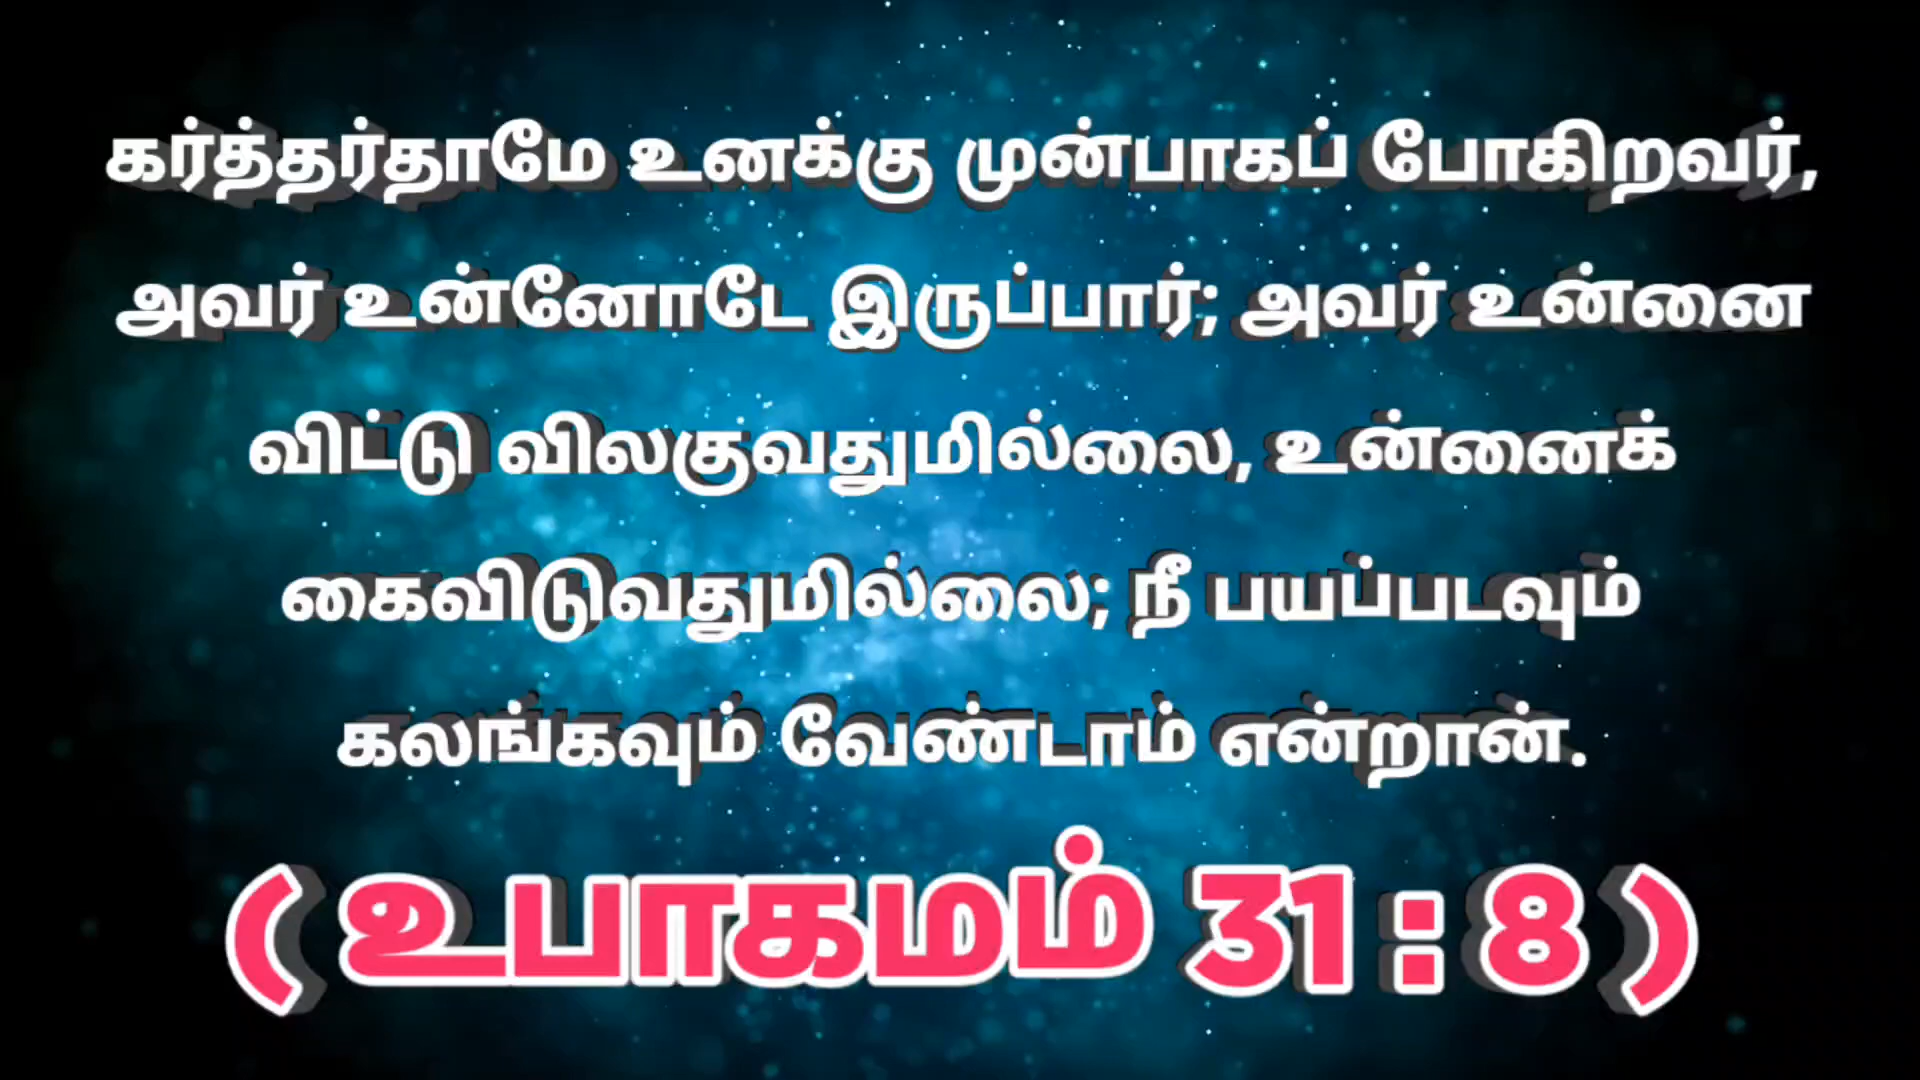 கர்த்தர்தாமே உனக்கு முன்பாகப் போகிறவர்,
அவர் உன்னோடே இருப்பார்; அவர் உன்னை
விட்டு விலகுவதுமில்லை, உன்னைக்
கைவிடுவதுமில்லை; நீ பயப்படவும்
கலங்கவும் வேண்டாம் என்றான்.
( உபாகமம் 31 : 8 )